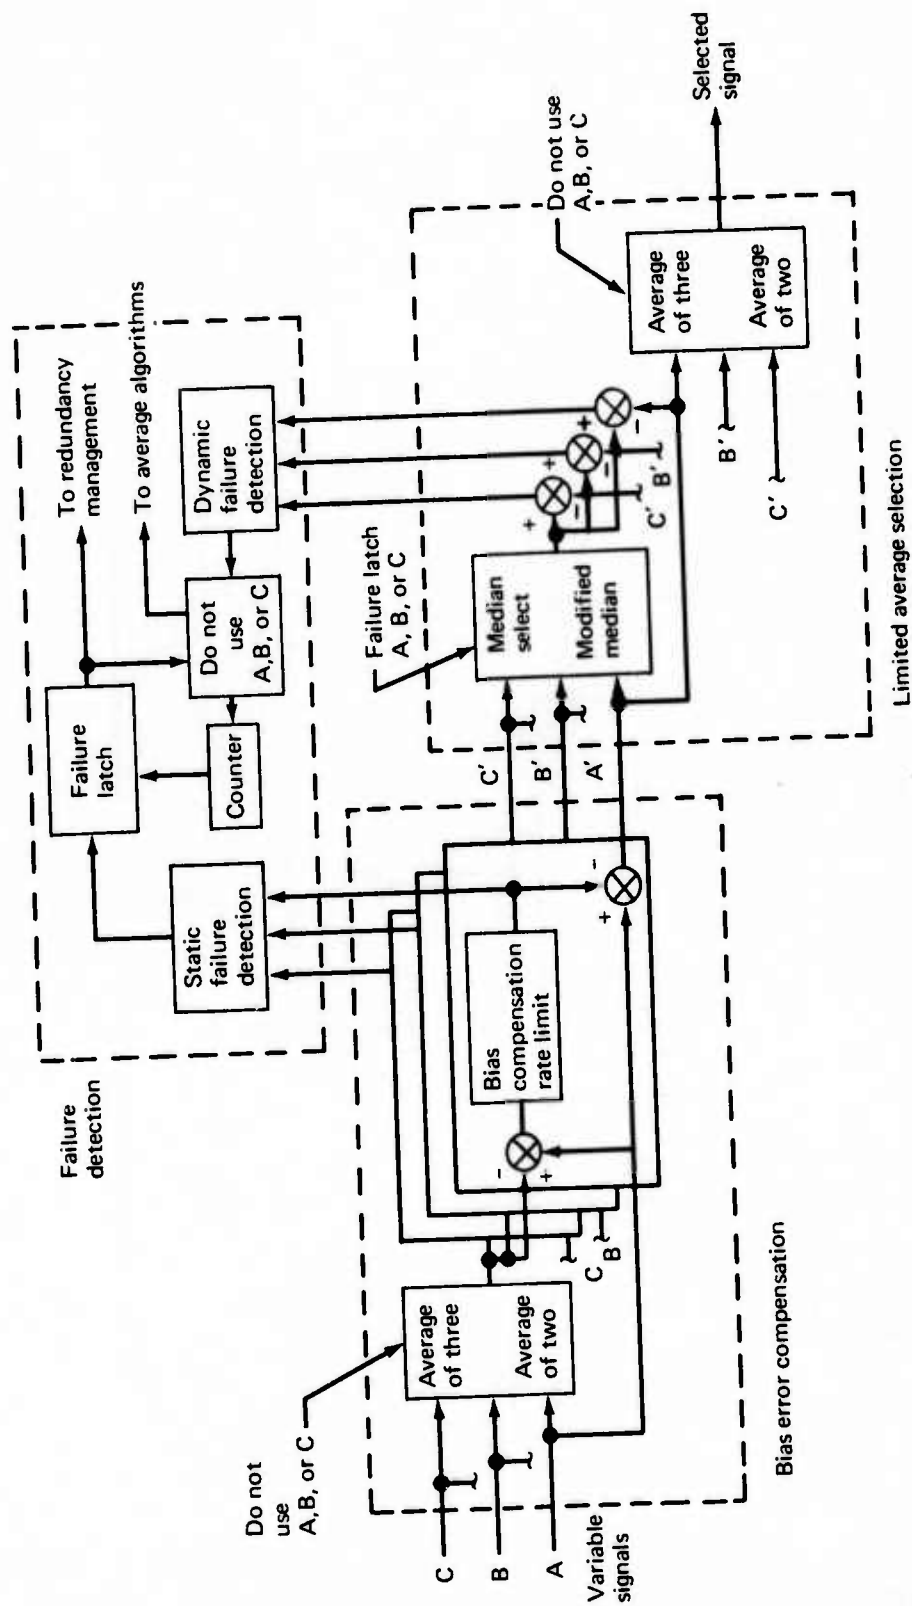 Failure
detection
Static
failure
detection
Failure
latch
Counter
Do not
use
A,B, or C
Dynamic
failure
detection
To redundancy
management
To average algorithms
Do not
use
A,B, or C
C
B
A
Variable
signals
Average
of three
Average
of two
C
B
-
+
Bias
compensation
rate limit
-
+
Bias error compensation
C'
B'
A'
Failure latch
A, B, or C
Median
select
Modified
median
+
-
+
-
+
-
C'
B'
Do not use
A,B, or C
B'
C'
Average
of three
Average
of two
Selected
signal
Limited average selection